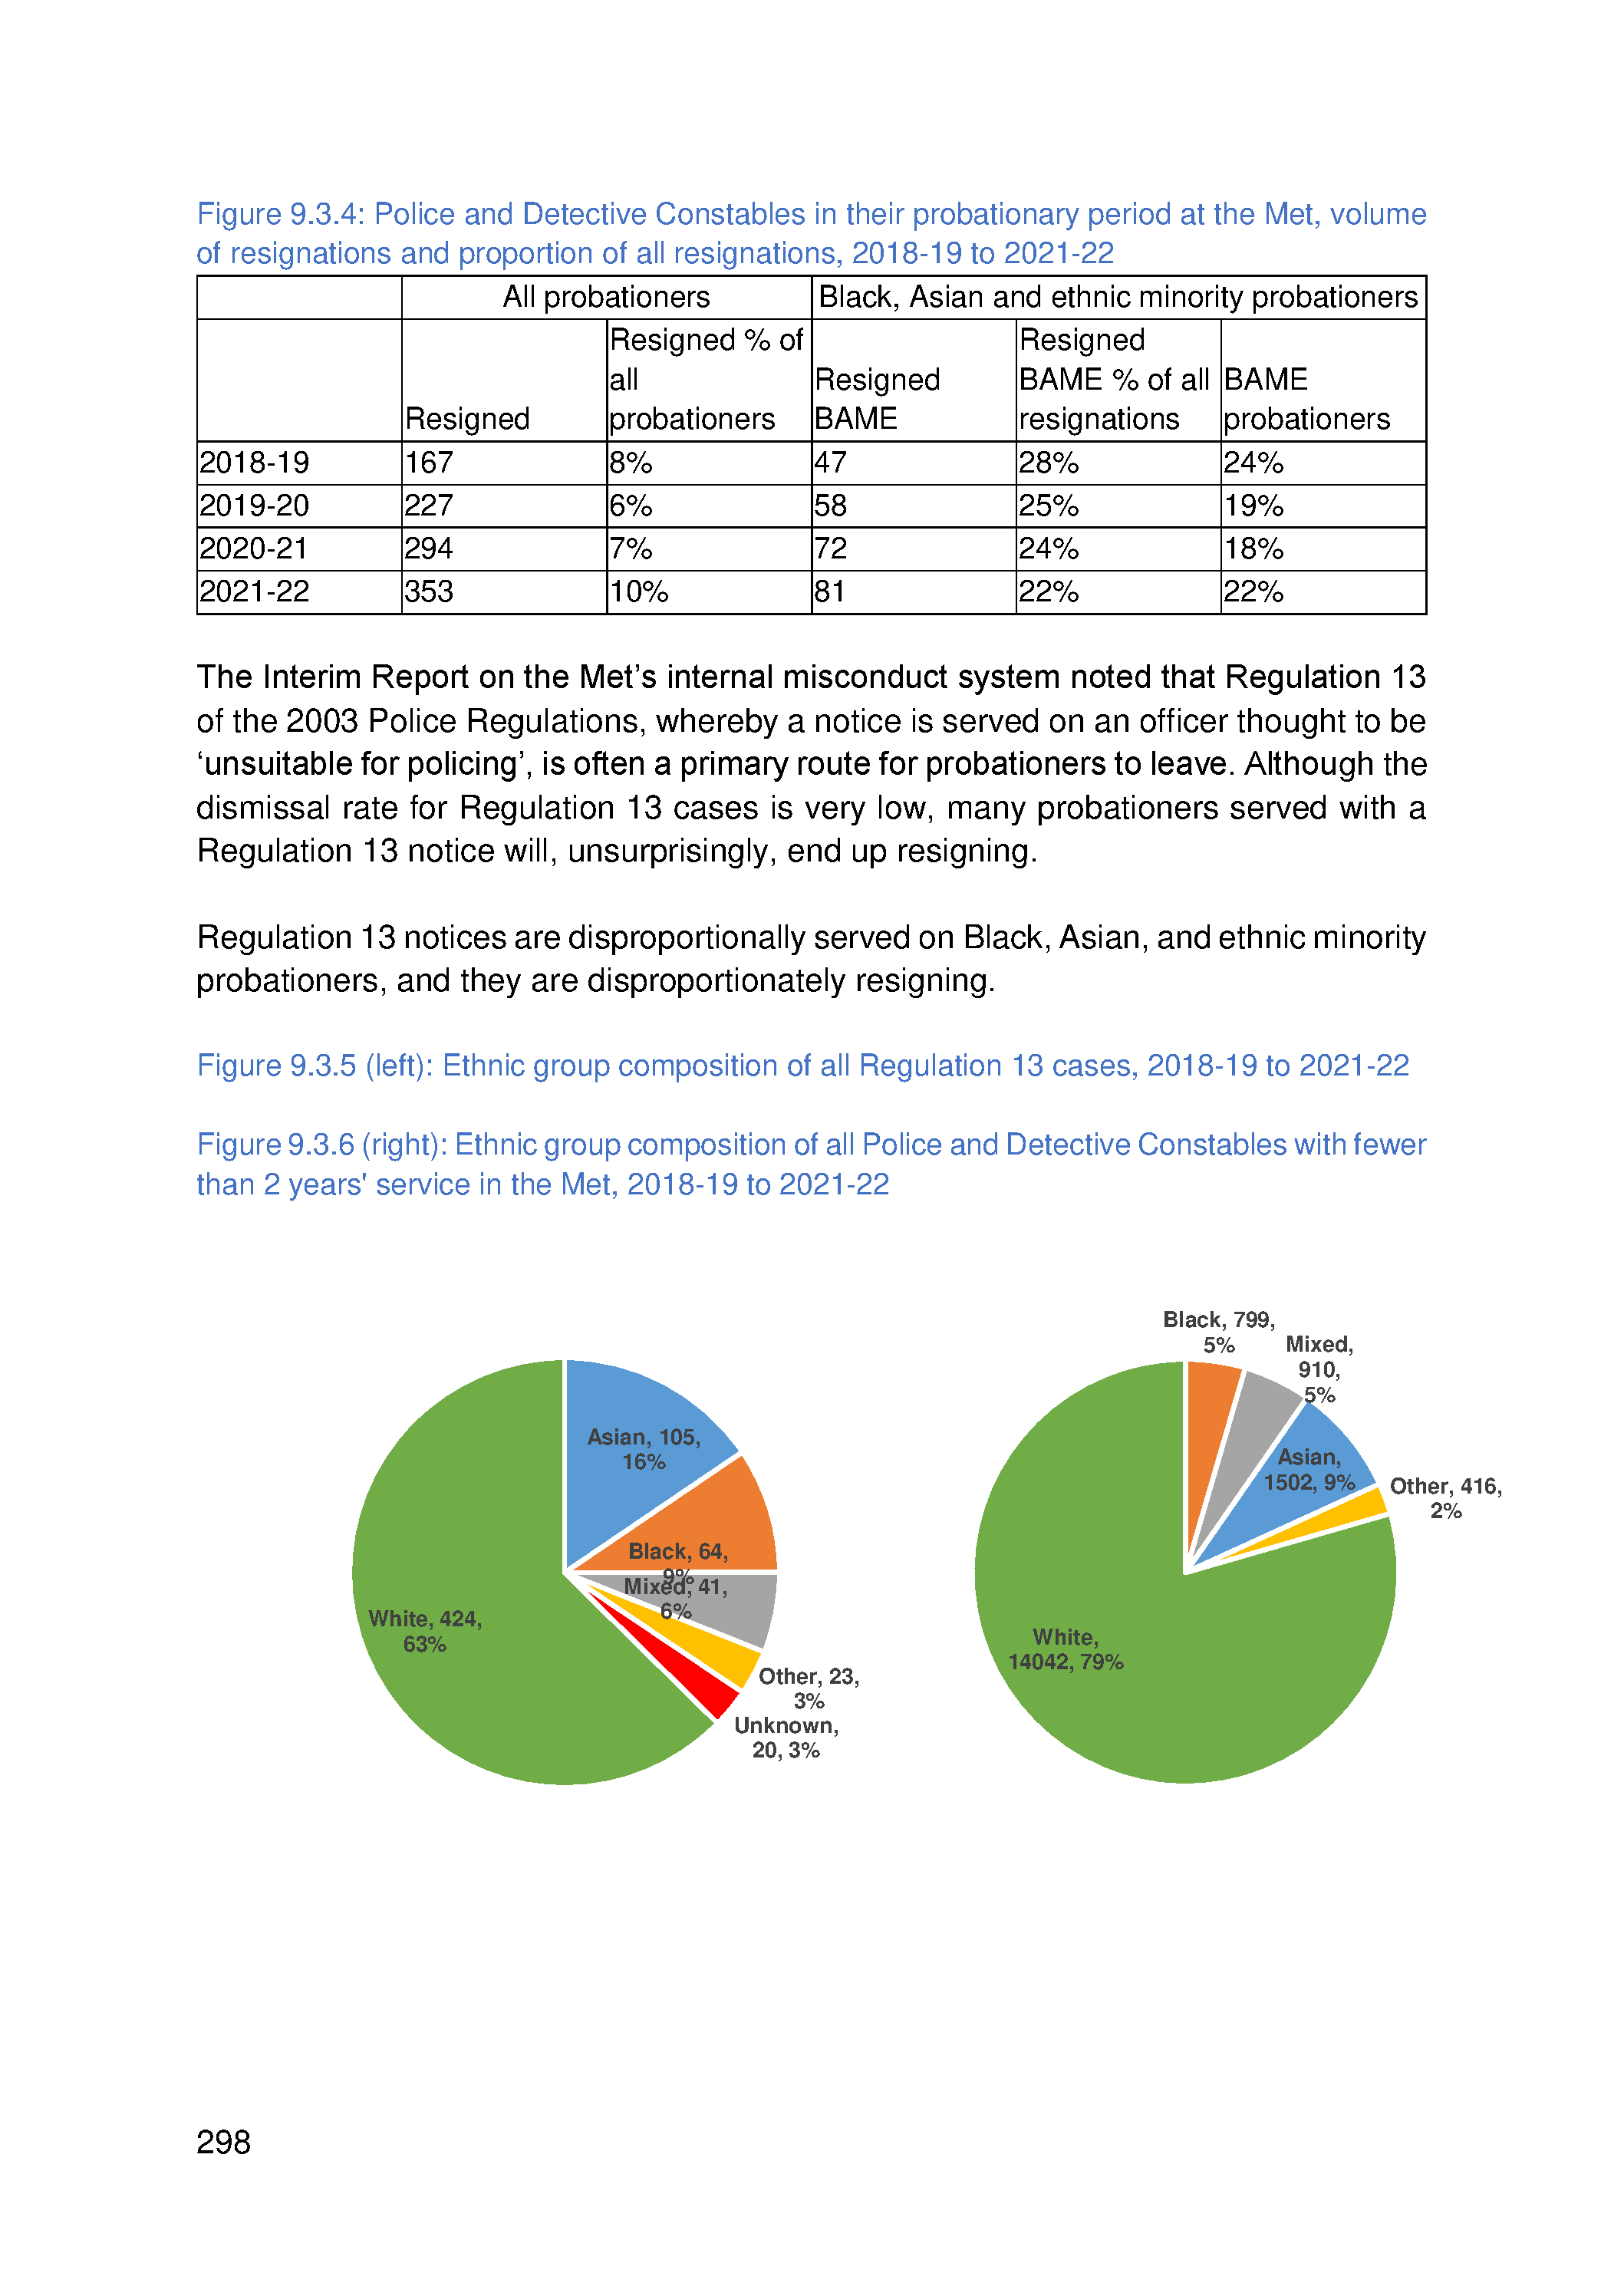 Figure 9.3.4: Police and Detective Constables in their probationary period at the Met, volume
of resignations and proportion of all resignations, 2018-19 to 2021-22
All probationers Black, Asian and ethnic minority probationers
Resigned % of Resigned
all Resigned BAME % of all BAME
Resigned probationers BAME resignations probationers
2018-19 167 8% 47 28% 24%
2019-20 227 6% 58 25% 19%
2020-21 294 7% 72 24% 18%
2021-22 353 10% 81 22% 22%
The Interim Report on the Met’s internal misconduct system noted that Regulation 13
of the 2003 Police Regulations, whereby a notice is served on an officer thought to be
‘unsuitable for policing’, is often a primary route for probationers to leave. Although the
dismissal rate for Regulation 13 cases is very low, many probationers served with a
Regulation 13 notice will, unsurprisingly, end up resigning.
Regulation 13 notices are disproportionally served on Black, Asian, and ethnic minority
probationers, and they are disproportionately resigning.
Figure 9.3.5 (left): Ethnic group composition of all Regulation 13 cases, 2018-19 to 2021-22
Figure 9.3.6 (right): Ethnic group composition of all Police and Detective Constables with fewer
than 2 years' service in the Met, 2018-19 to 2021-22
Asian, 105,
16%
Black, 64,
9%
Mixed, 41,
6%
White, 424,
63%
Other, 23,
3%
Unknown,
20, 3%
Black, 799,
5%
Mixed,
910,
5%
Asian,
1502, 9%
Other, 416,
2%
White,
14042, 79%
298